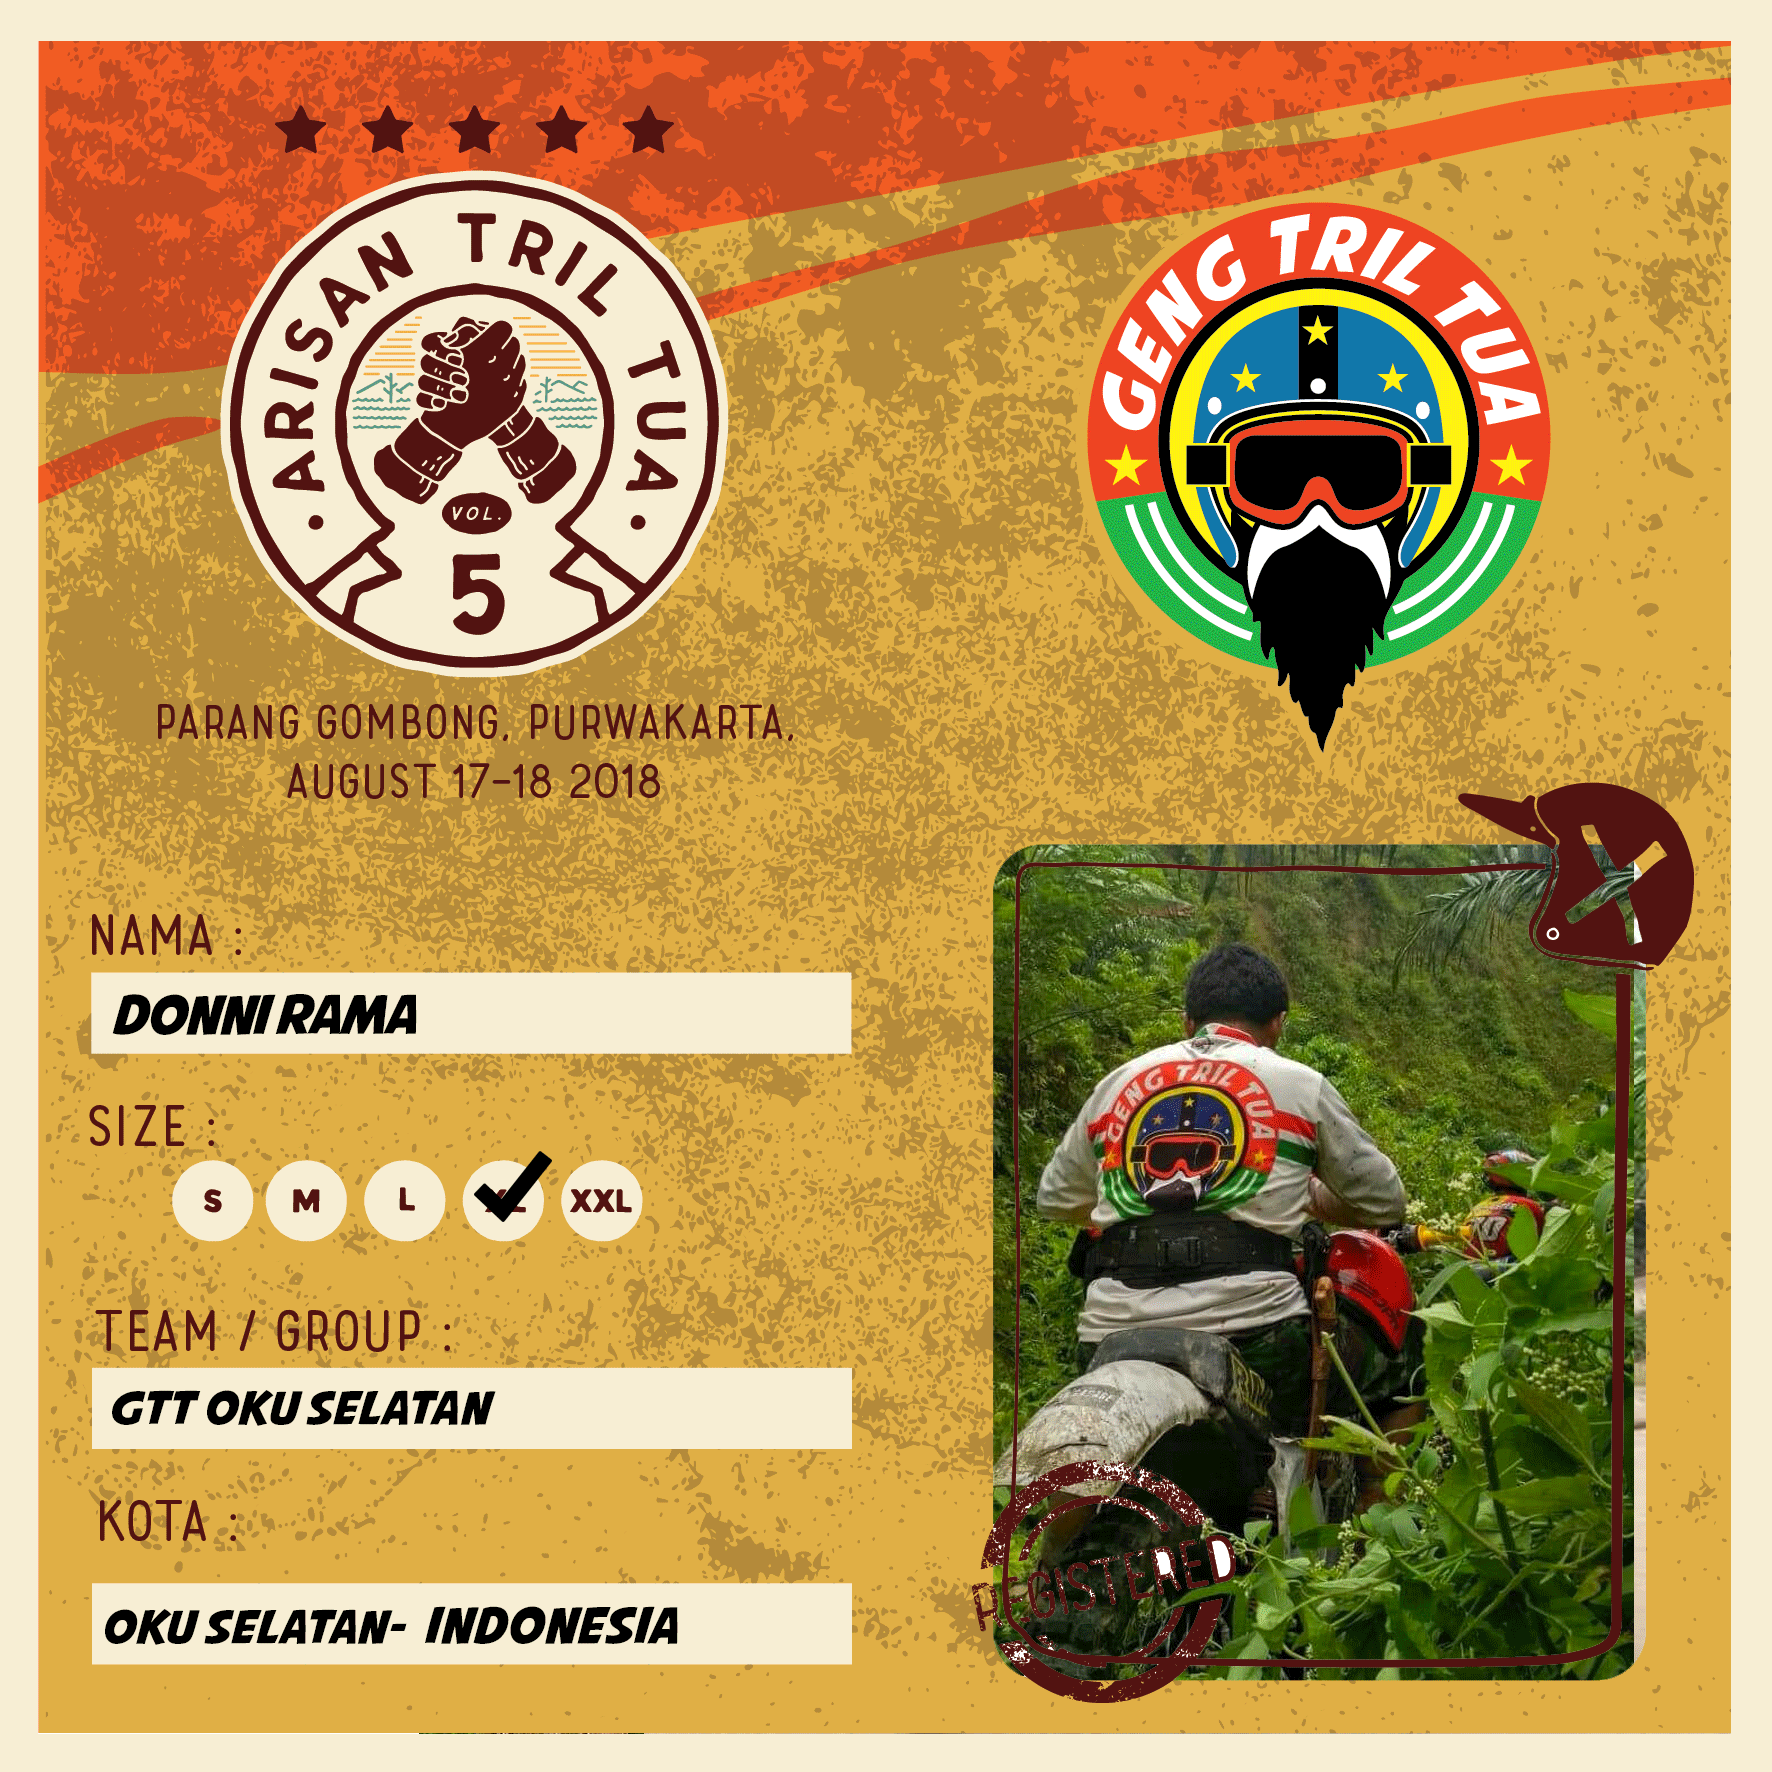 ARISAN TRIL TUA
VOL.
5
GENG TRIL TUA
PARANG GOMBONG, PURWAKARTA,
AUGUST 17-18 2018
NAMA :
DONNI RAMA
SIZE :
S M L XXL
TEAM / GROUP :
GTT OKU SELATAN
KOTA :
OKU SELATAN- INDONESIA
GENG TRIL TUA
REGISTERED